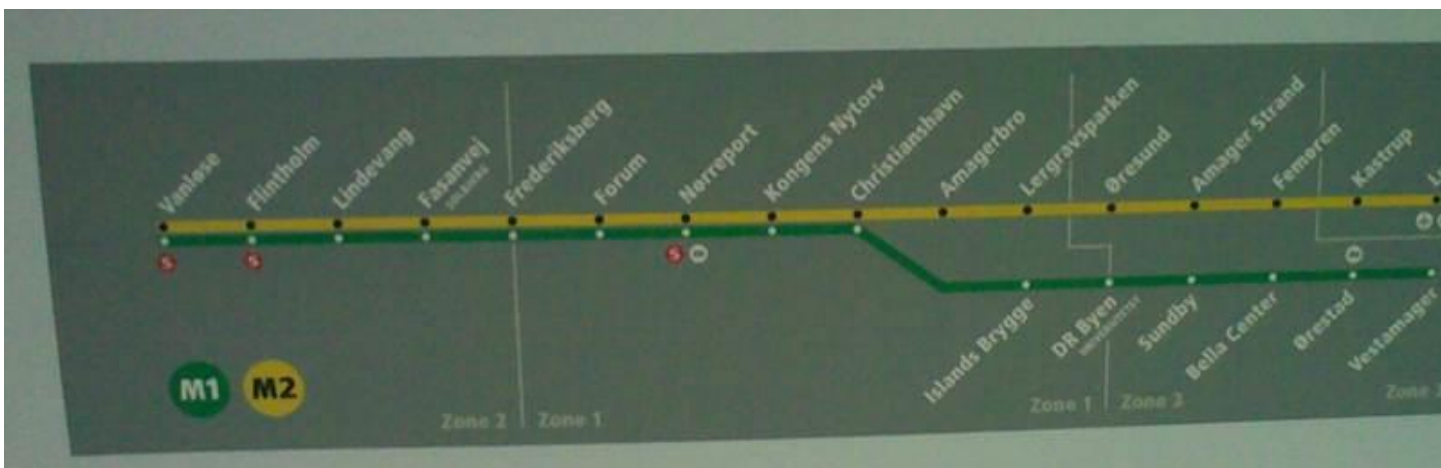 Vanløse
Flintholm
Lindevang
Fasanvej
Frederiksberg
Forum
Nørreport
Kongens Nytorv
Christianshavn
Amagerbro
Lergravsparken
Øresund
Amager Strand
Femøren
Kastrup
S
S
S
Islands Brygge
DR Byen
UNIVERSITETET
Sundby
Bella Center
Ørestad
Vestamager
M1
M2
Zone 2
Zone 1
Zone 1
Zone 3